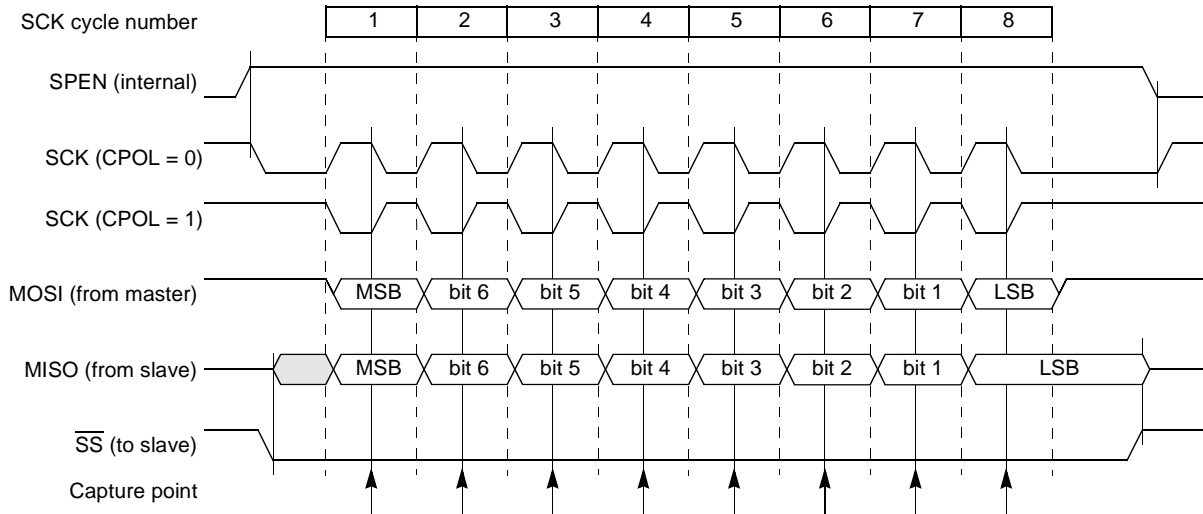 SCK cycle number 1 2 3 4 5 6 7 8
SPEN (internal)
SCK (CPOL = 0)
SCK (CPOL = 1)
MOSI (from master) MSB bit 6 bit 5 bit 4 bit 3 bit 2 bit 1 LSB
MISO (from slave) MSB bit 6 bit 5 bit 4 bit 3 bit 2 bit 1 LSB
S̅S̅ (to slave)
Capture point